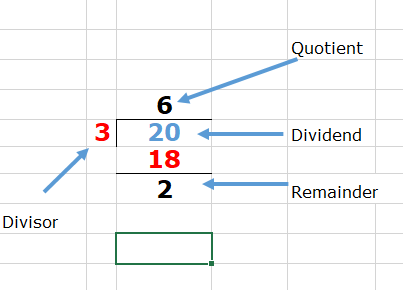 Quotient
6
3 20 Dividend
18
2 Remainder
Divisor